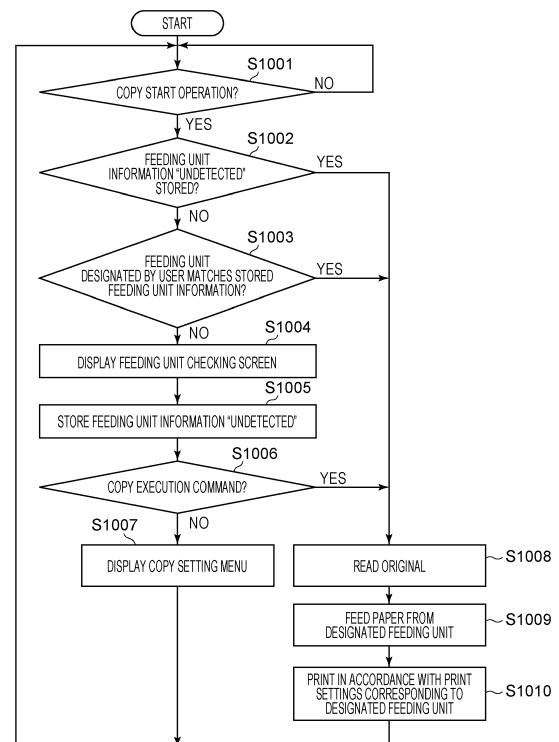 START
S1001
COPY START OPERATION?
NO
YES
S1002
FEEDING UNIT
INFORMATION "UNDETECTED"
STORED?
YES
NO
S1003
FEEDING UNIT
DESIGNATED BY USER MATCHES STORED
FEEDING UNIT INFORMATION?
YES
NO
S1004
DISPLAY FEEDING UNIT CHECKING SCREEN
S1005
STORE FEEDING UNIT INFORMATION "UNDETECTED"
S1006
COPY EXECUTION COMMAND?
YES
NO
S1007
DISPLAY COPY SETTING MENU
READ ORIGINAL
S1008
FEED PAPER FROM
DESIGNATED FEEDING UNIT
S1009
PRINT IN ACCORDANCE WITH PRINT
SETTINGS CORRESPONDING TO
DESIGNATED FEEDING UNIT
S1010